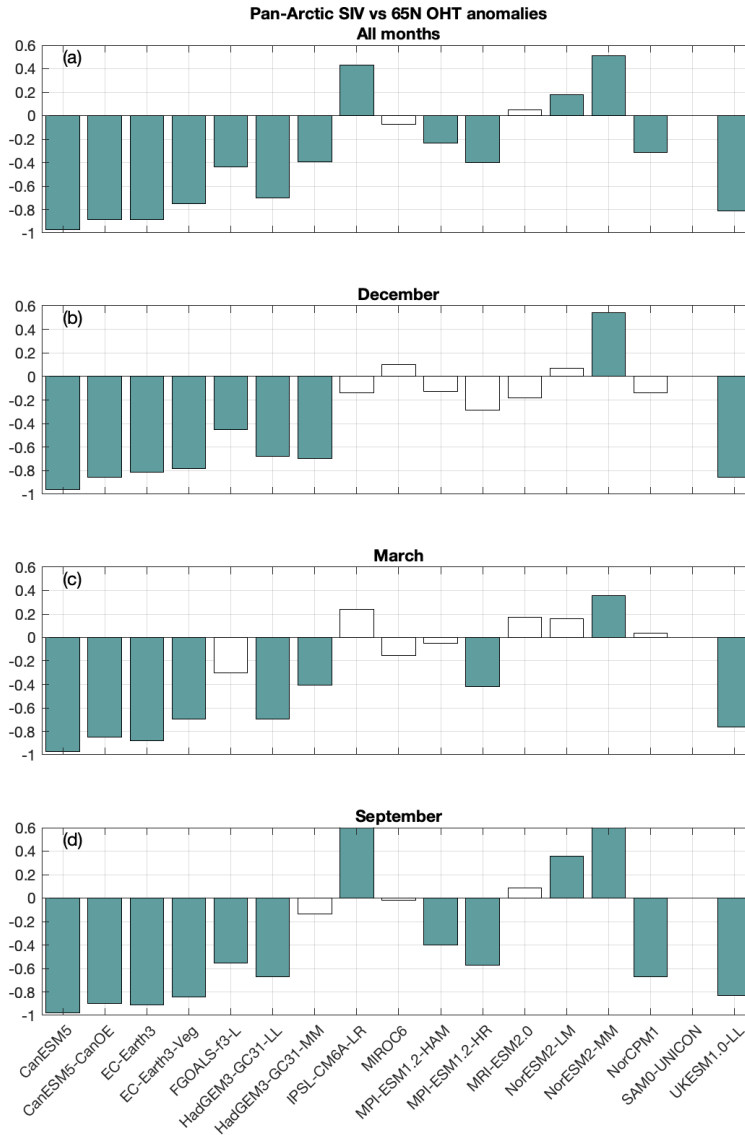 Pan-Arctic SIV vs 65N OHT anomalies
All months
(a)
0.6
0.4
0.2
0
-0.2
-0.4
-0.6
-0.8
-1
December
(b)
0.6
0.4
0.2
0
-0.2
-0.4
-0.6
-0.8
-1
March
(c)
0.6
0.4
0.2
0
-0.2
-0.4
-0.6
-0.8
-1
September
(d)
0.6
0.4
0.2
0
-0.2
-0.4
-0.6
-0.8
-1
CanESM5
CanESM5-CanOE
EC-Earth3
EC-Earth3-Veg
FGOALS-f3-L
HadGEM3-GC31-LL
HadGEM3-GC31-MM
IPSL-CM6A-LR
MIROC6
MPI-ESM1.2-HAM
MPI-ESM1.2-HR
MRI-ESM2.0
NorESM2-LM
NorESM2-MM
NorCPM1
SAM0-UNICON
UKESM1.0-LL